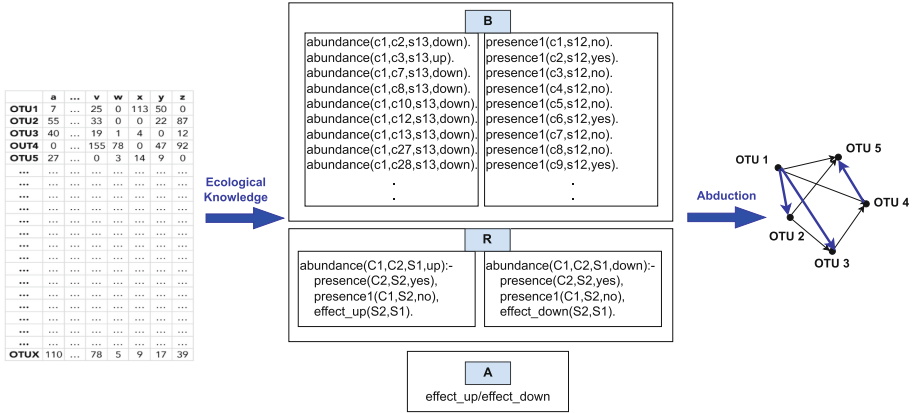 a ... v w x y z
OTU1 7 ... 25 0 113 50 0
OTU2 55 ... 33 0 0 22 87
OTU3 40 ... 19 1 4 0 12
OUT4 0 ... 155 78 0 47 92
OTU5 27 ... 0 3 14 9 0
... ... ... ... ... ... ... ...
... ... ... ... ... ... ... ...
... ... ... ... ... ... ... ...
... ... ... ... ... ... ... ...
... ... ... ... ... ... ... ...
... ... ... ... ... ... ... ...
... ... ... ... ... ... ... ...
... ... ... ... ... ... ... ...
... ... ... ... ... ... ... ...
... ... ... ... ... ... ... ...
... ... ... ... ... ... ... ...
... ... ... ... ... ... ... ...
... ... ... ... ... ... ... ...
... ... ... ... ... ... ... ...
OTUX 110 ... 78 5 9 17 39
Ecological
Knowledge
B
abundance(c1,c2,s13,down).
abundance(c1,c3,s13,up).
abundance(c1,c7,s13,down).
abundance(c1,c8,s13,down).
abundance(c1,c10,s13,down).
abundance(c1,c12,s13,down).
abundance(c1,c13,s13,down).
abundance(c1,c27,s13,down).
abundance(c1,c28,s13,down).
.
.
presence1(c1,s12,no).
presence1(c2,s12,yes).
presence1(c3,s12,no).
presence1(c4,s12,no).
presence1(c5,s12,no).
presence1(c6,s12,yes).
presence1(c7,s12,no).
presence1(c8,s12,no).
presence1(c9,s12,yes).
.
.
R
abundance(C1,C2,S1,up):-
presence(C2,S2,yes),
presence1(C1,S2,no),
effect_up(S2,S1).
abundance(C1,C2,S1,down):-
presence(C2,S2,yes),
presence1(C1,S2,no),
effect_down(S2,S1).
A
effect_up/effect_down
Abduction
OTU 1
OTU 5
OTU 4
OTU 2
OTU 3